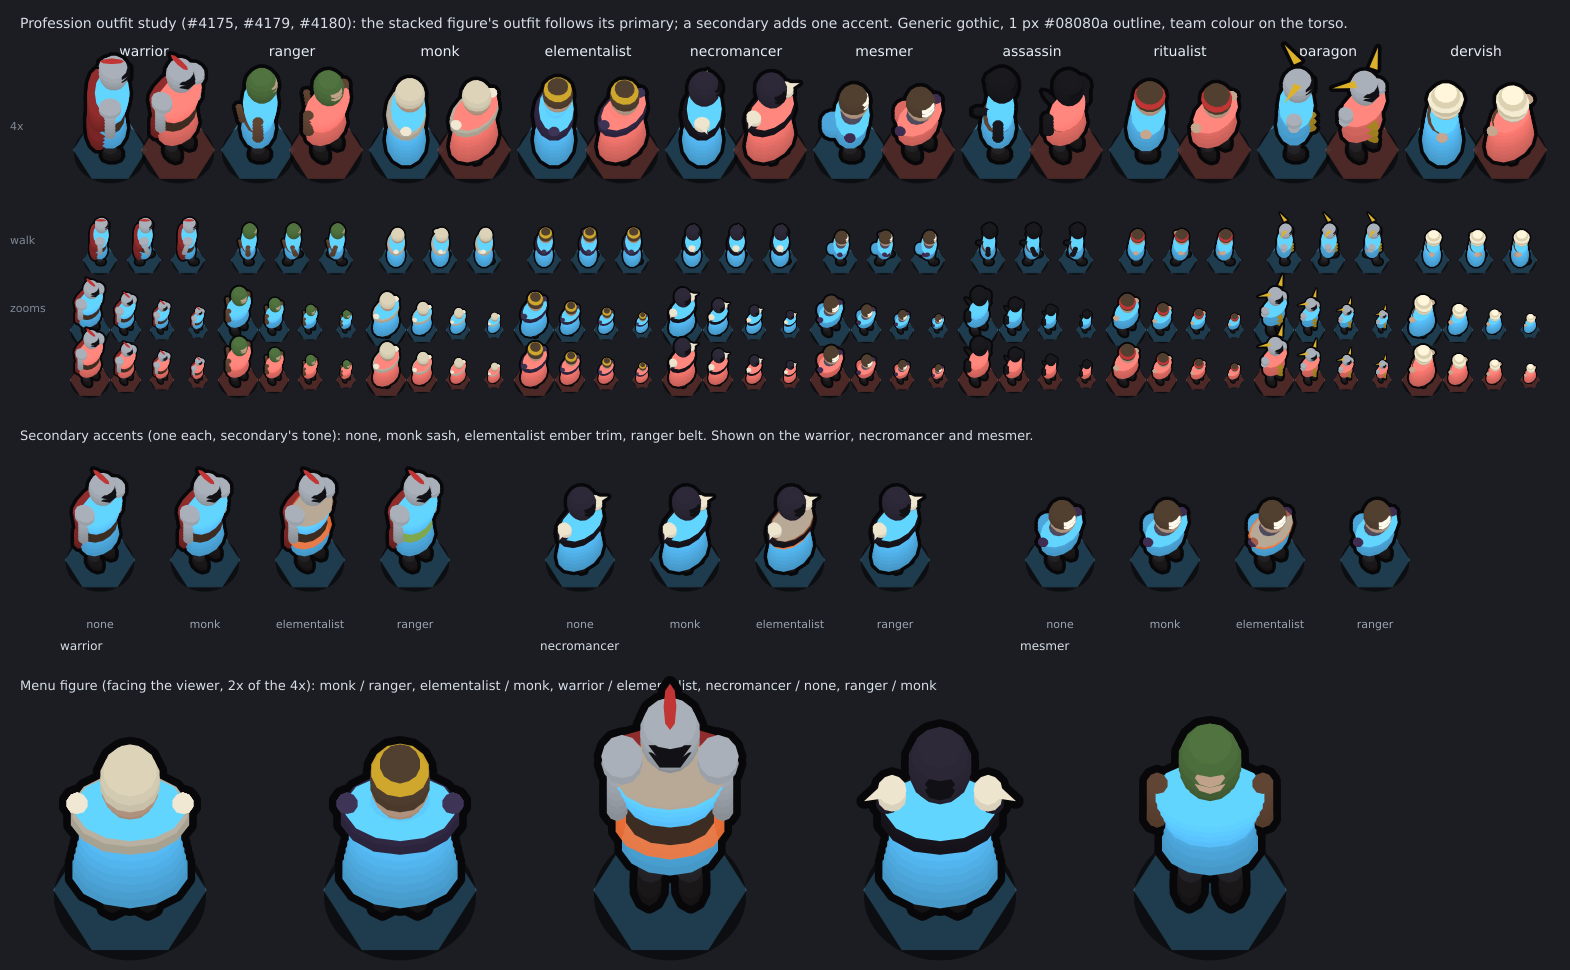 Profession outfit study (#4175, #4179, #4180): the stacked figure's outfit follows its primary; a secondary adds one accent. Generic gothic, 1 px #08080a outline, team colour on the torso.
warrior ranger monk elementalist necromancer mesmer assassin ritualist paragon dervish
4x
walk
zooms
Secondary accents (one each, secondary's tone): none, monk sash, elementalist ember trim, ranger belt. Shown on the warrior, necromancer and mesmer.
none monk elementalist ranger none monk elementalist ranger none monk elementalist ranger
warrior necromancer mesmer
Menu figure (facing the viewer, 2x of the 4x): monk / ranger, elementalist / monk, warrior / elementalist, necromancer / none, ranger / monk